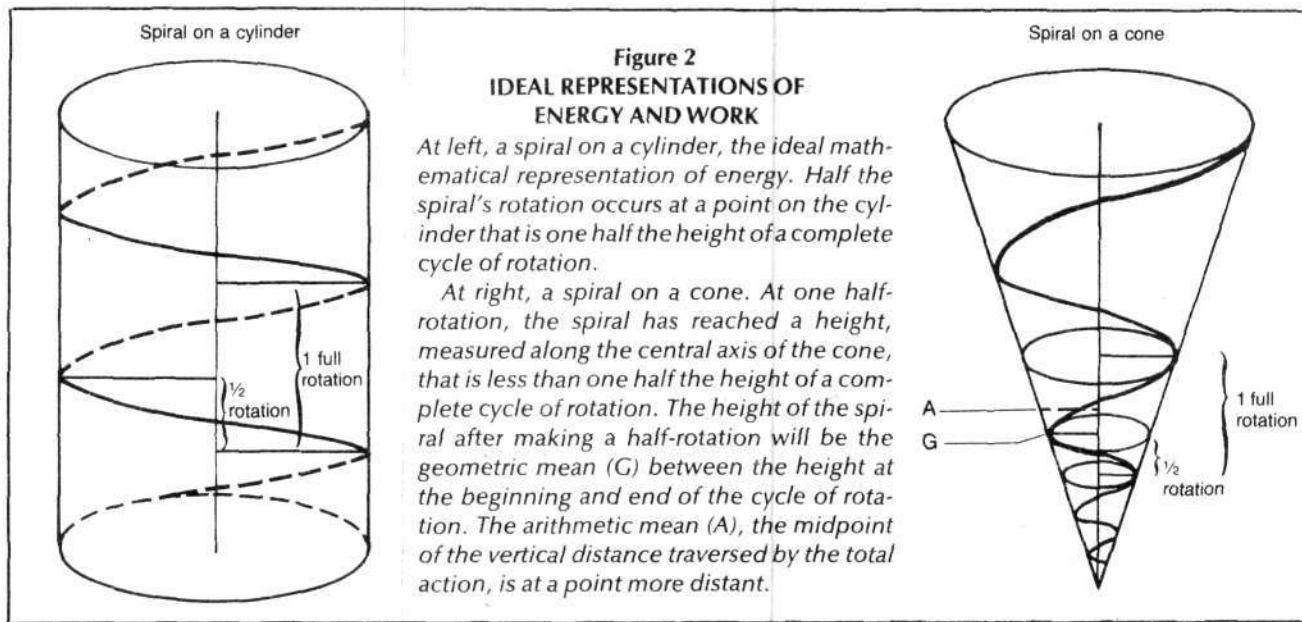 Spiral on a cylinder
1 full
rotation
½
rotation
Figure 2
IDEAL REPRESENTATIONS OF
ENERGY AND WORK
At left, a spiral on a cylinder, the ideal math-
ematical representation of energy. Half the
spiral's rotation occurs at a point on the cyl-
inder that is one half the height of a complete
cycle of rotation.
At right, a spiral on a cone. At one half-
rotation, the spiral has reached a height,
measured along the central axis of the cone,
that is less than one half the height of a com-
plete cycle of rotation. The height of the spi-
ral after making a half-rotation will be the
geometric mean (G) between the height at
the beginning and end of the cycle of rota-
tion. The arithmetic mean (A), the midpoint
of the vertical distance traversed by the total
action, is at a point more distant.
Spiral on a cone
A
G
1 full
rotation
½
rotation